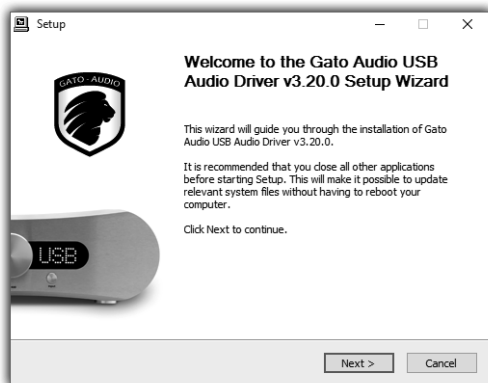 Setup
GATO - AUDIO
Welcome to the Gato Audio USB
Audio Driver v3.20.0 Setup Wizard
This wizard will guide you through the installation of Gato
Audio USB Audio Driver v3.20.0.
It is recommended that you close all other applications
before starting Setup. This will make it possible to update
relevant system files without having to reboot your
computer.
Click Next to continue.
USB
Next >
Cancel